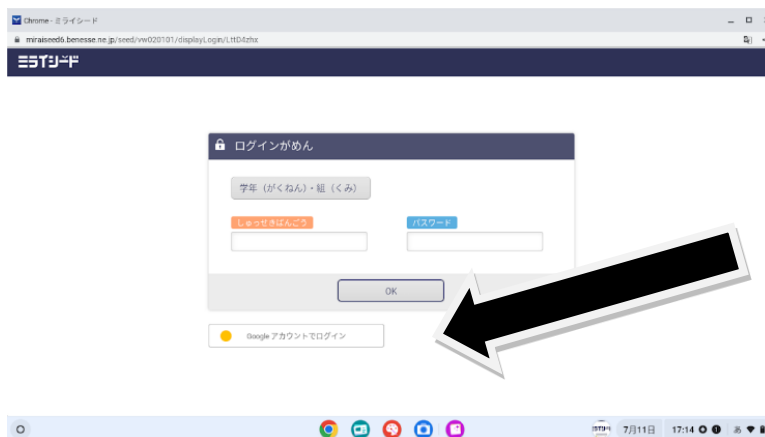 Chrome - ミライシード
miraiseed6.benesse.ne.jp/seed/vw020101/displayLogin/LttD4zhx
ミライシード
ログインがめん
学年（がくねん）・組（くみ）
しゅっせきばんごう パスワード
OK
Google アカウントでログイン
7月11日 17:14 あ